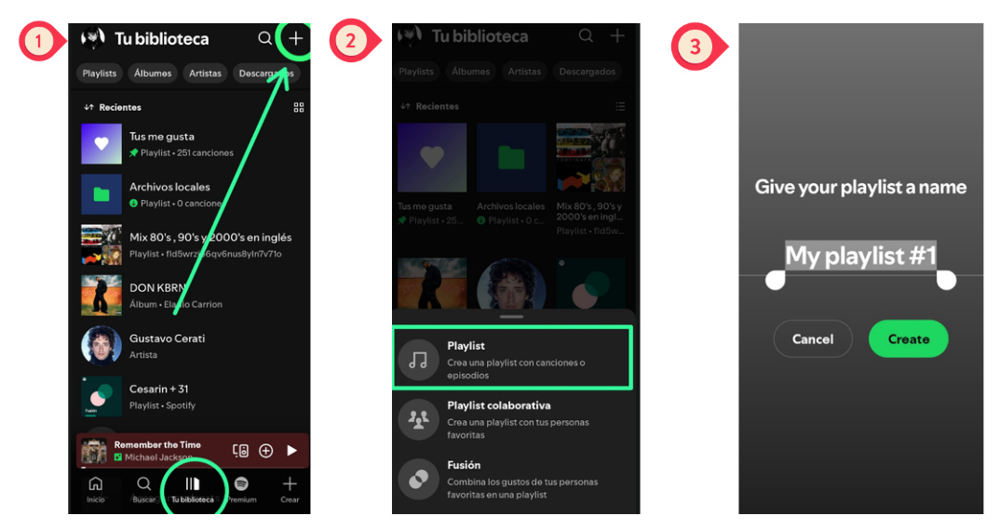 1
Tu biblioteca
Playlists Álbumes Artistas Descargados
Recientes
Tus me gusta
Playlist • 251 canciones
Archivos locales
Playlist • 0 canciones
Mix 80's , 90's y 2000's en inglés
Playlist •
DON KBRN
Álbum • Eladio Carrion
Gustavo Cerati
Artista
Cesarin + 31
Playlist • Spotify
Fusión
Remember the Time
Michael Jackson
Inicio Buscar Tu biblioteca Premium Crear
2
Tu biblioteca
Playlists Álbumes Artistas Descargados
Recientes
Tus me gusta
Playlist • 25...
Archivos locales
Playlist • 0 c...
Mix 80's , 90's y
2000's en ingl...
Playlist • fld5w...
Playlist
Crea una playlist con canciones o
episodios
Playlist colaborativa
Crea una playlist con tus personas
favoritas
Fusión
Combina los gustos de tus personas
favoritas en una playlist
3
Give your playlist a name
My playlist #1
Cancel Create